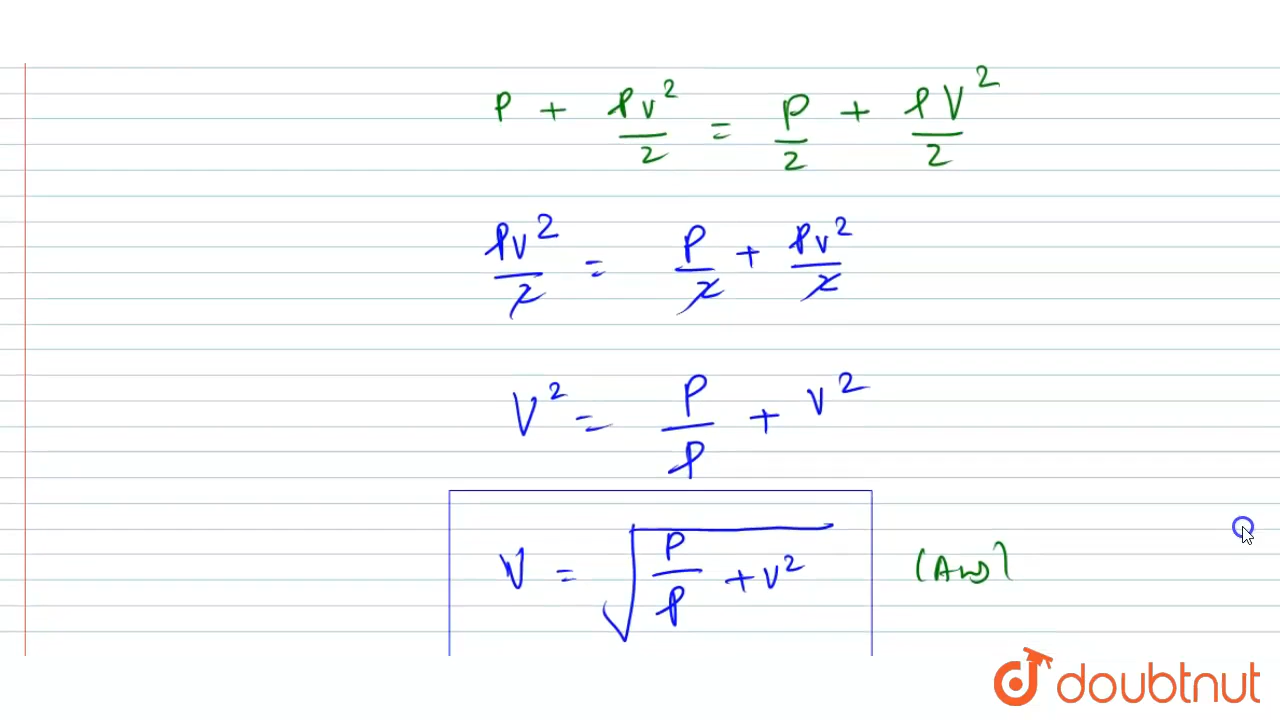 P + ρv²/2 = P/2 + ρV²/2
ρV²/2 = P/2 + ρv²/2
V² = P/ρ + v²
V = √(P/ρ + v²) (Ans)
doubtnut